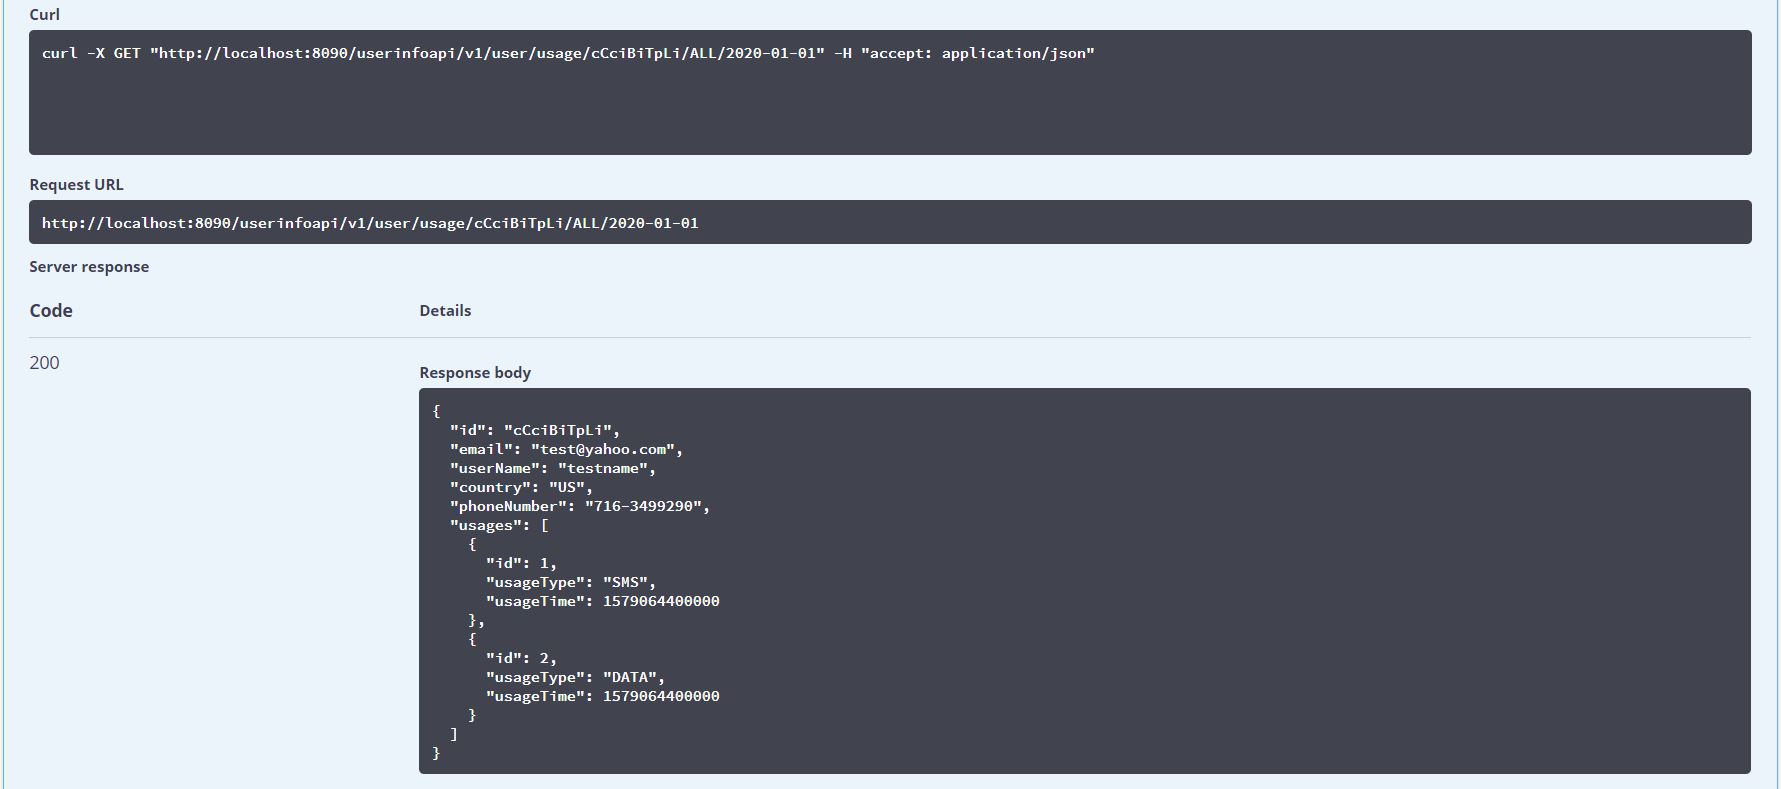 Curl
curl -X GET "http://localhost:8090/userinfoapi/v1/user/usage/cCciBiTpLi/ALL/2020-01-01" -H "accept: application/json"
Request URL
http://localhost:8090/userinfoapi/v1/user/usage/cCciBiTpLi/ALL/2020-01-01
Server response
Code Details
200
Response body
{
  "id": "cCciBiTpLi",
  "email": "test@yahoo.com",
  "userName": "testname",
  "country": "US",
  "phoneNumber": "716-3499290",
  "usages": [
    {
      "id": 1,
      "usageType": "SMS",
      "usageTime": 1579064400000
    },
    {
      "id": 2,
      "usageType": "DATA",
      "usageTime": 1579064400000
    }
  ]
}